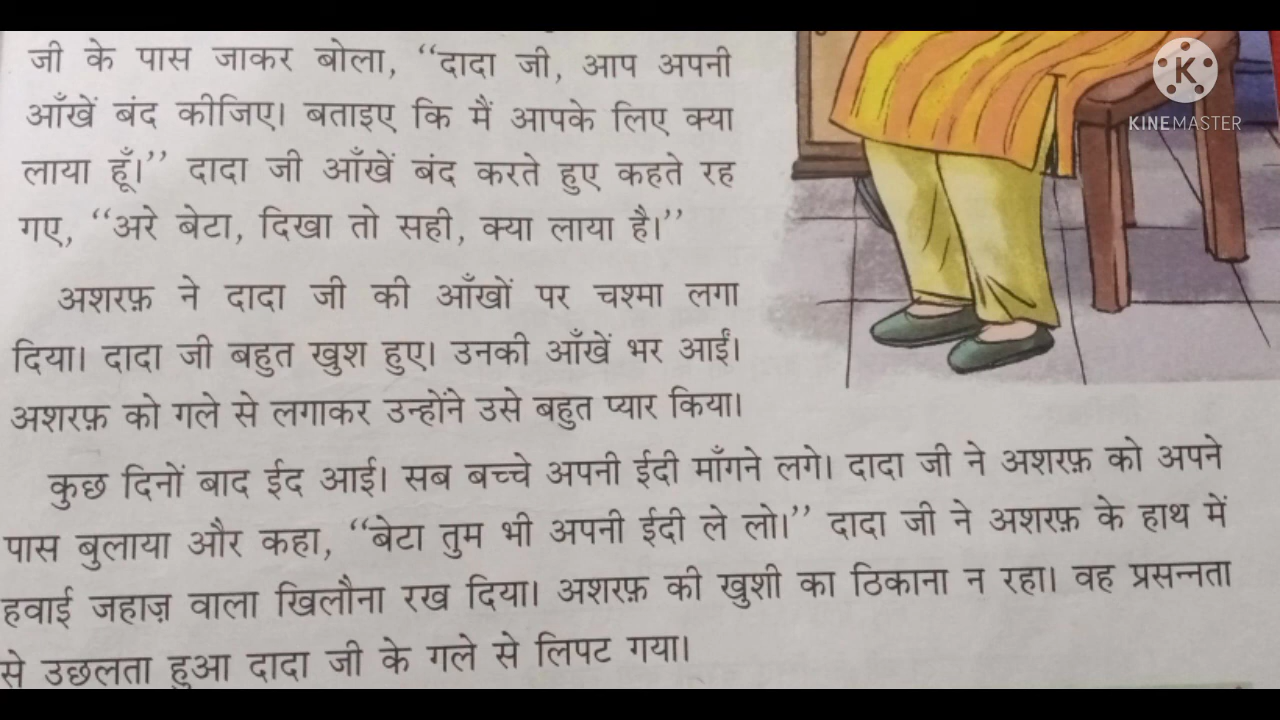 जी के पास जाकर बोला, “दादा जी, आप अपनी
आँखें बंद कीजिए। बताइए कि मैं आपके लिए क्या
लाया हूँ।” दादा जी आँखें बंद करते हुए कहते रह
गए, “अरे बेटा, दिखा तो सही, क्या लाया है।”
अशरफ़ ने दादा जी की आँखों पर चश्मा लगा
दिया। दादा जी बहुत खुश हुए। उनकी आँखें भर आईं।
अशरफ़ को गले से लगाकर उन्होंने उसे बहुत प्यार किया।
कुछ दिनों बाद ईद आई। सब बच्चे अपनी ईदी माँगने लगे। दादा जी ने अशरफ़ को अपने
पास बुलाया और कहा, “बेटा तुम भी अपनी ईदी ले लो।” दादा जी ने अशरफ़ के हाथ में
हवाई जहाज़ वाला खिलौना रख दिया। अशरफ़ की खुशी का ठिकाना न रहा। वह प्रसन्नता
से उछलता हुआ दादा जी के गले से लिपट गया।
K
KINEMASTER